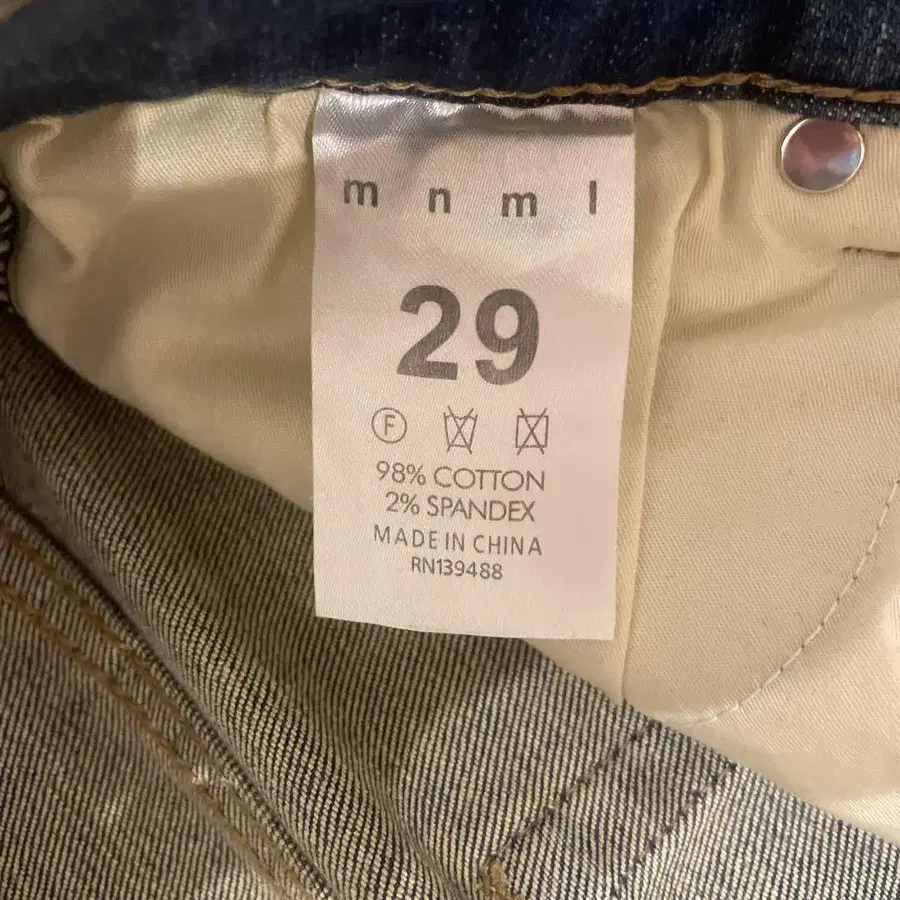 m n m l
29
F
98% COTTON
2% SPANDEX
MADE IN CHINA
RN139488